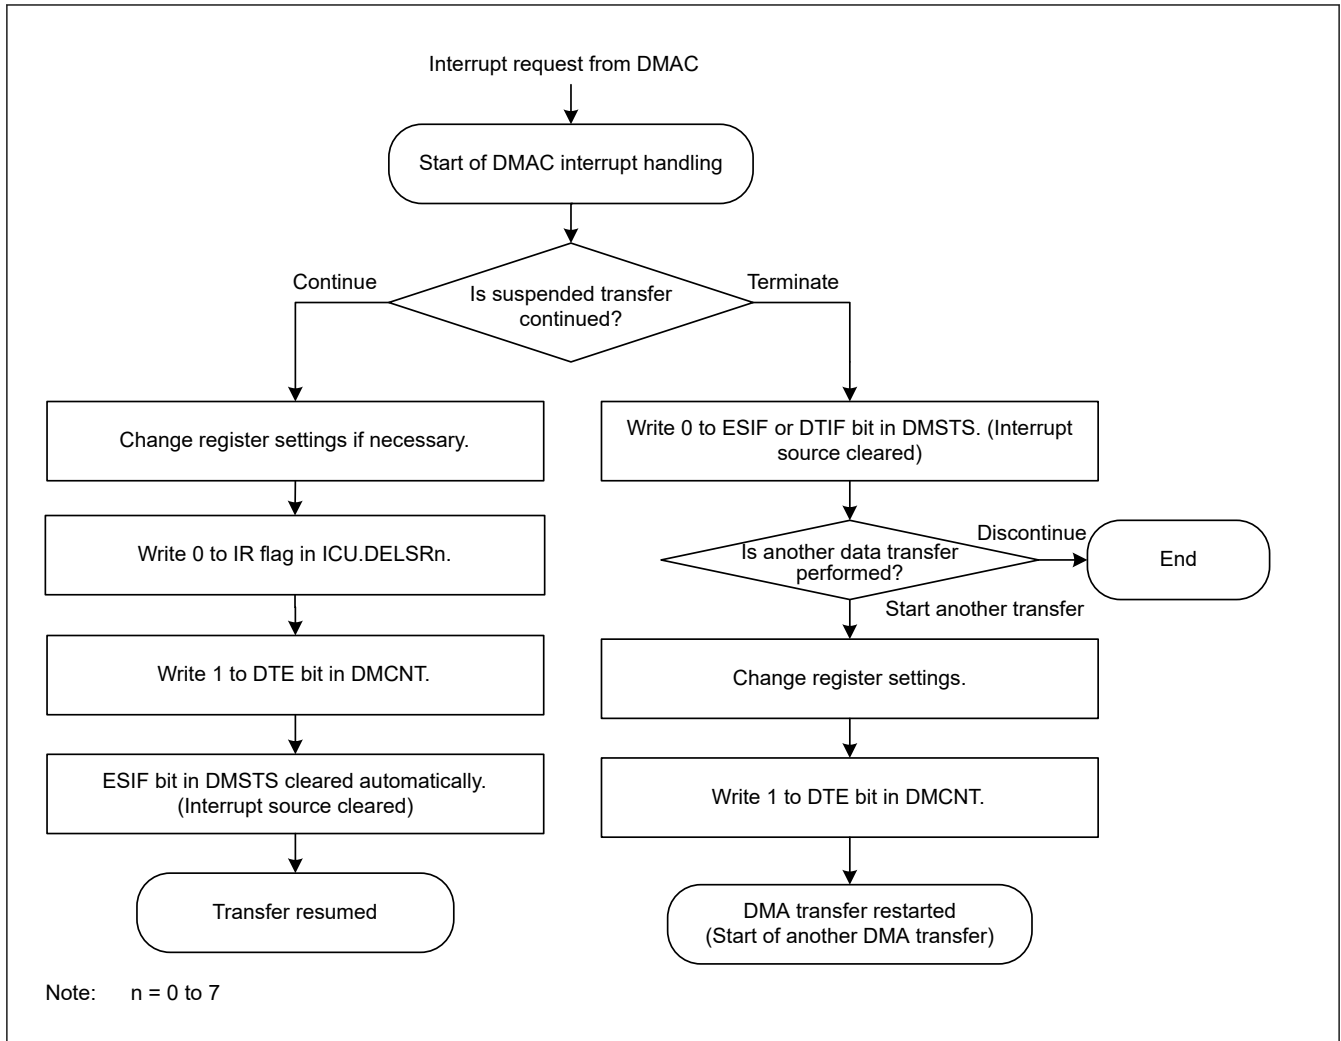 Interrupt request from DMAC
Start of DMAC interrupt handling
Continue
Terminate
Is suspended transfer
continued?
Change register settings if necessary.
Write 0 to IR flag in ICU.DELSRn.
Write 1 to DTE bit in DMCNT.
ESIF bit in DMSTS cleared automatically.
(Interrupt source cleared)
Transfer resumed
Write 0 to ESIF or DTIF bit in DMSTS. (Interrupt
source cleared)
Is another data transfer
performed?
Discontinue
End
Start another transfer
Change register settings.
Write 1 to DTE bit in DMCNT.
DMA transfer restarted
(Start of another DMA transfer)
Note: n = 0 to 7